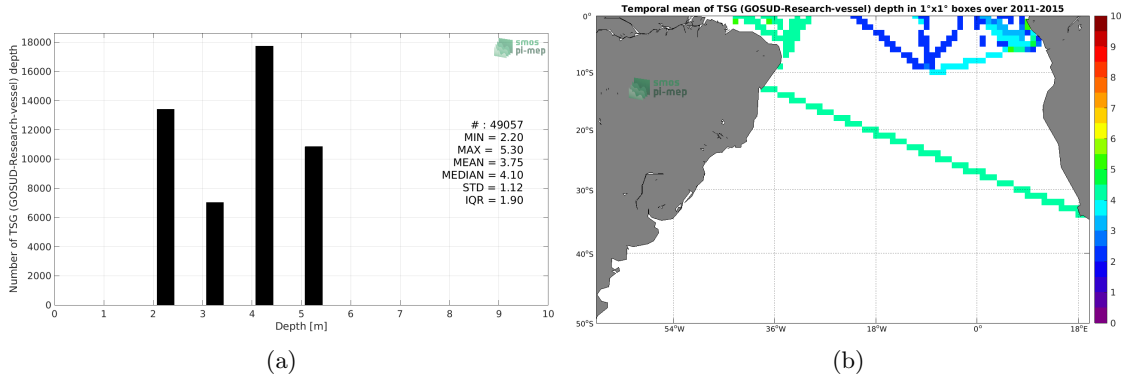 Number of TSG (GOSUD-Research-vessel) depth
18000
16000
14000
12000
10000
8000
6000
4000
2000
0
0 1 2 3 4 5 6 7 8 9 10
Depth [m]
smos
pi-mep
# : 49057
MIN = 2.20
MAX = 5.30
MEAN = 3.75
MEDIAN = 4.10
STD = 1.12
IQR = 1.90
(a)
Temporal mean of TSG (GOSUD-Research-vessel) depth in 1°x1° boxes over 2011-2015
0°
10°S
20°S
30°S
40°S
50°S
54°W 36°W 18°W 0° 18°E
smos
pi-mep
10
9
8
7
6
5
4
3
2
1
0
(b)